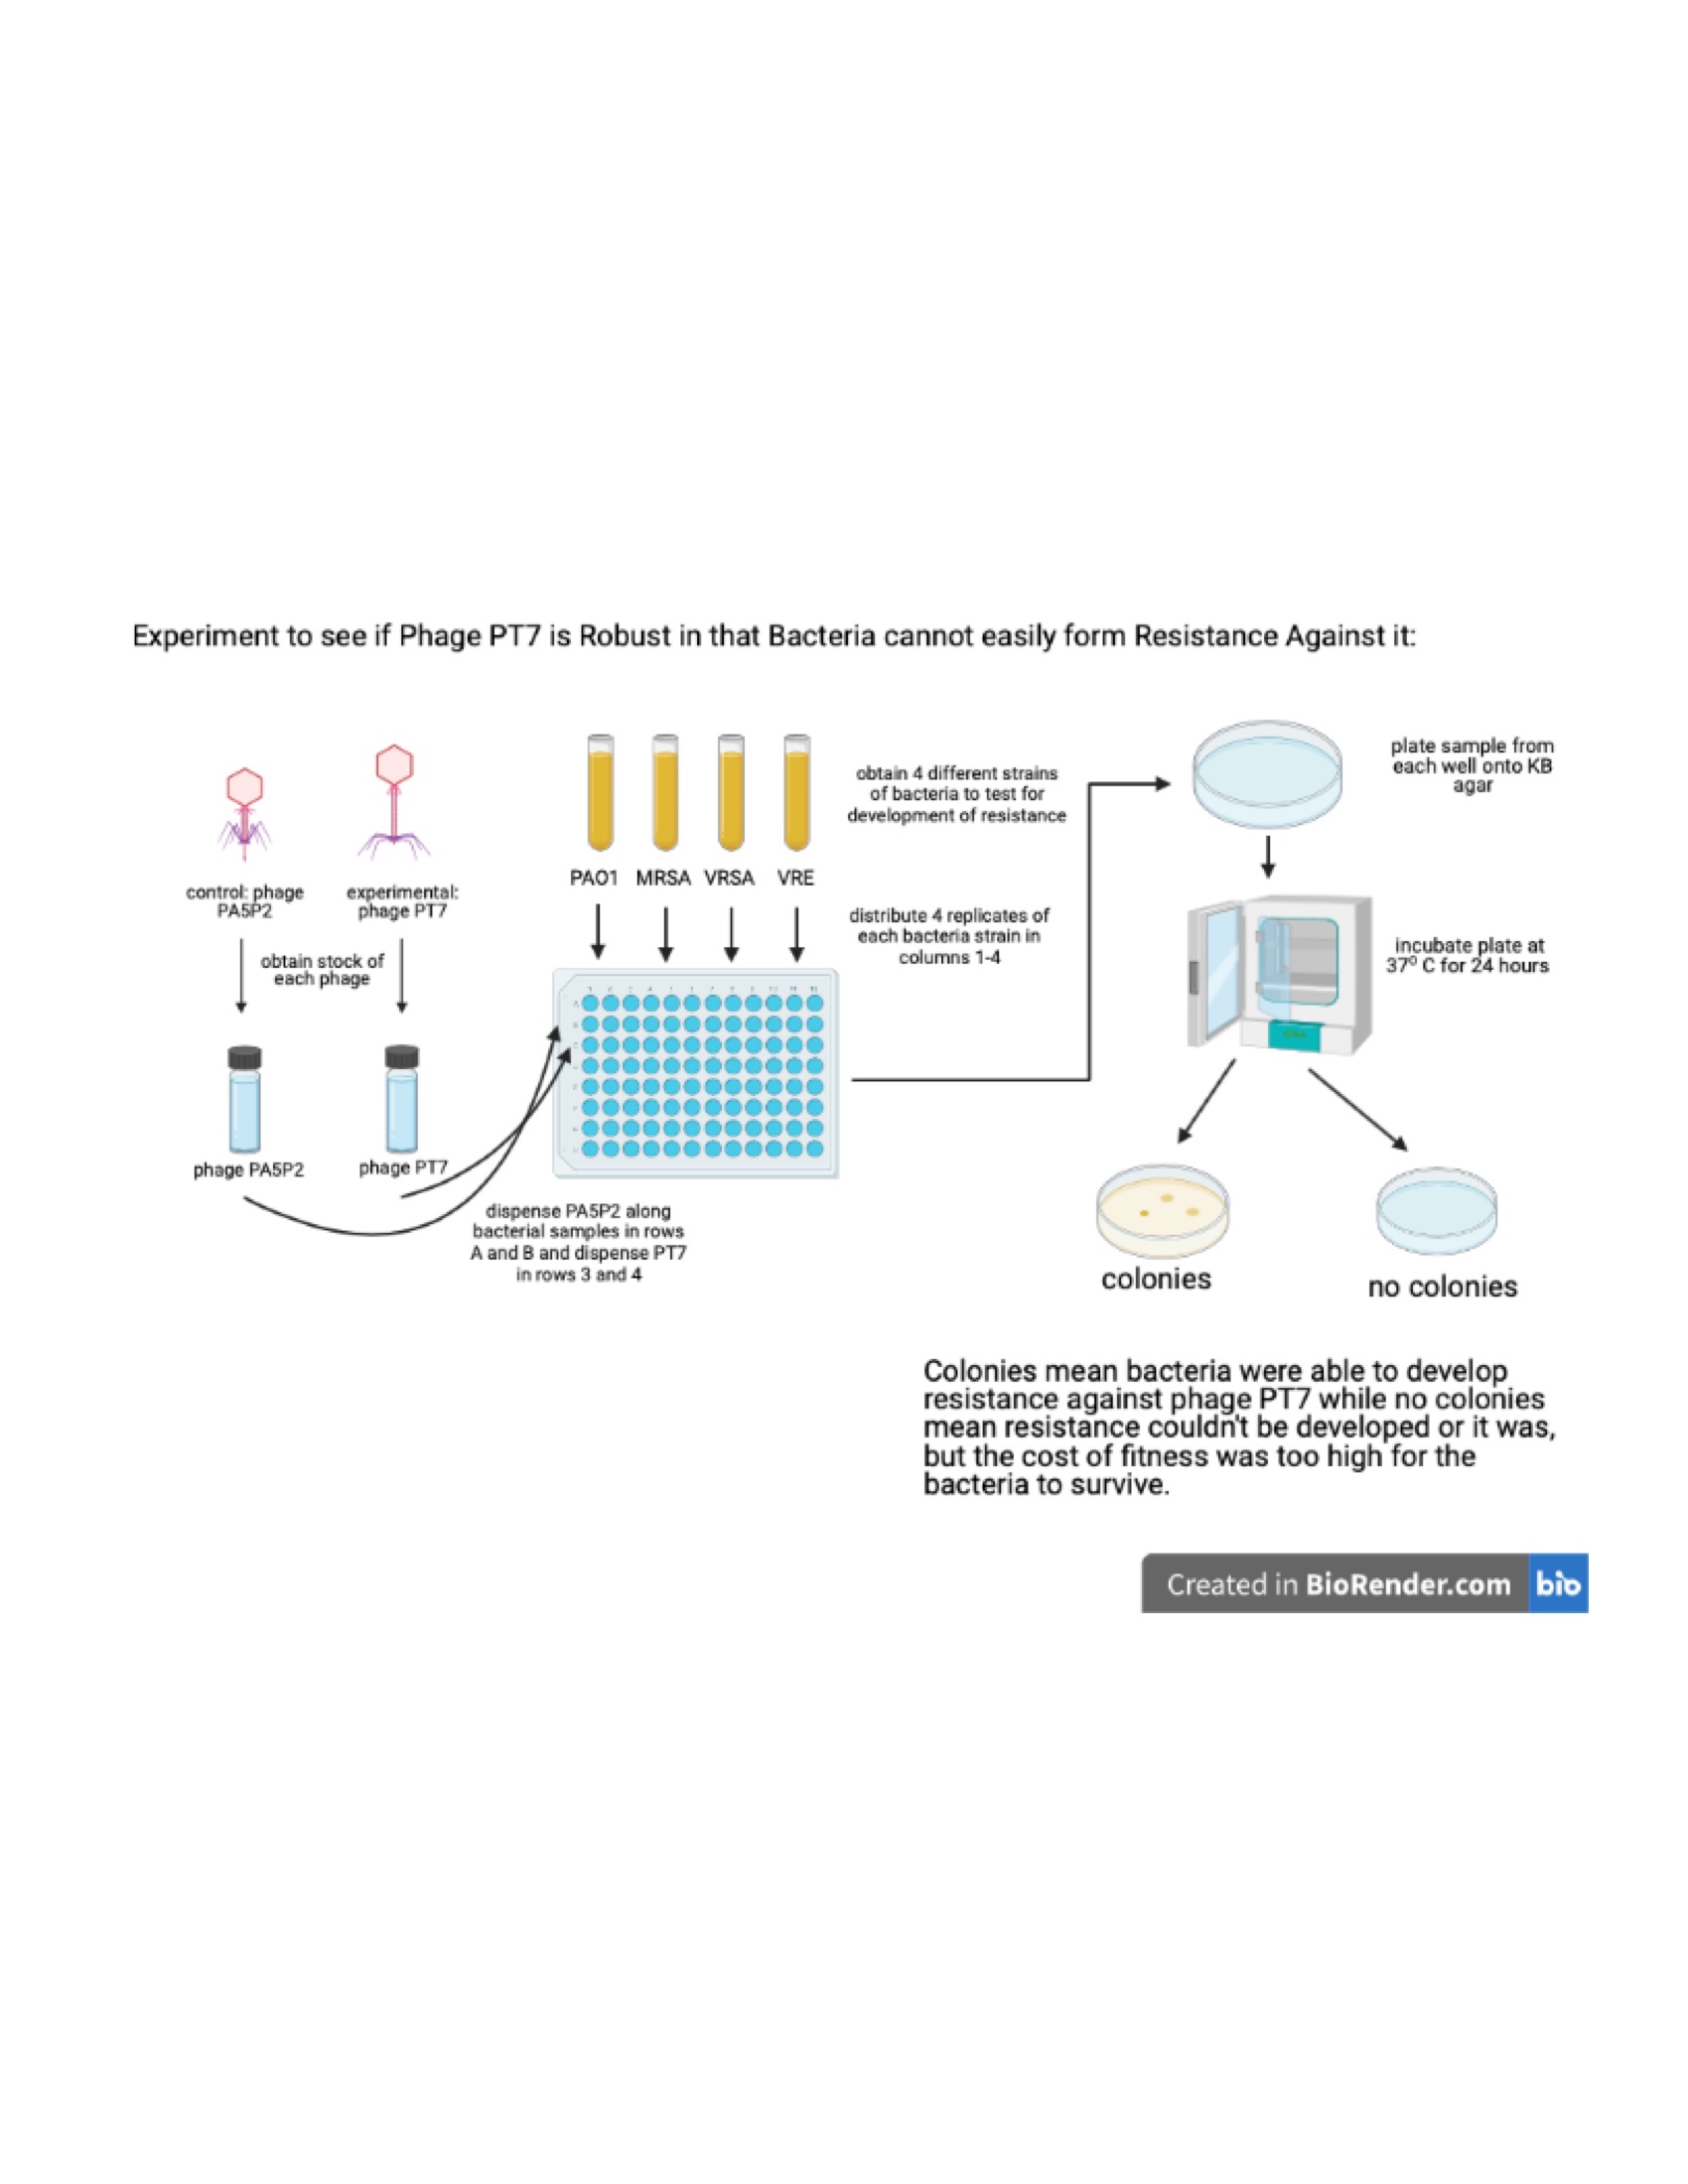 Experiment to see if Phage PT7 is Robust in that Bacteria cannot easily form Resistance Against it:
control: phage
PA5P2
experimental:
phage PT7
obtain stock of
each phage
phage PA5P2
phage PT7
PAO1 MRSA VRSA VRE
obtain 4 different strains
of bacteria to test for
development of resistance
distribute 4 replicates of
each bacteria strain in
columns 1-4
dispense PA5P2 along
bacterial samples in rows
A and B and dispense PT7
in rows 3 and 4
plate sample from
each well onto KB
agar
incubate plate at
37⁰ C for 24 hours
colonies
no colonies
Colonies mean bacteria were able to develop
resistance against phage PT7 while no colonies
mean resistance couldn't be developed or it was,
but the cost of fitness was too high for the
bacteria to survive.
Created in BioRender.com bio